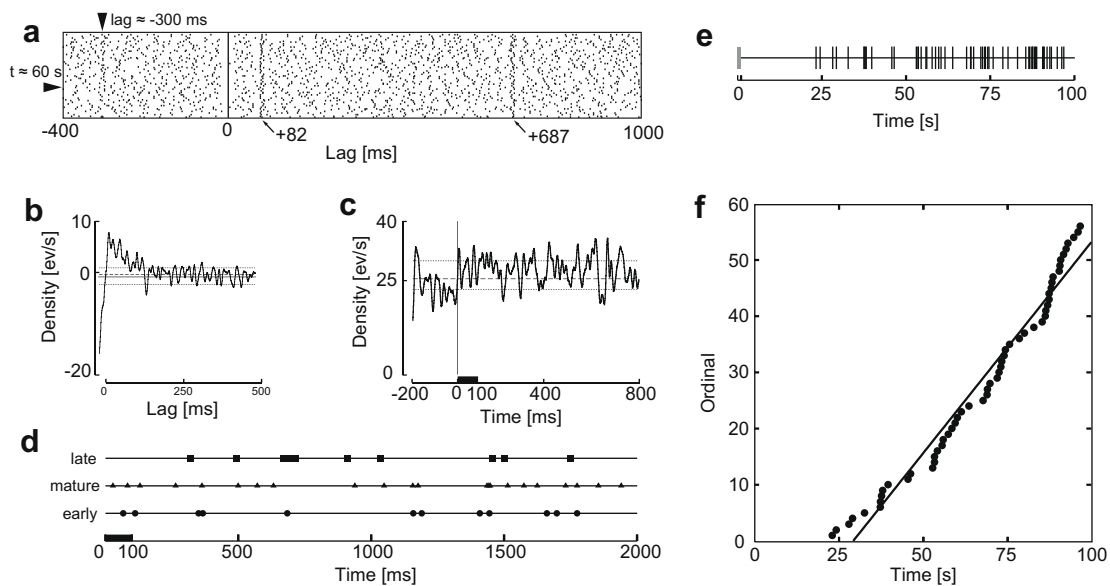 a
lag ≈ -300 ms
t ≈ 60 s
-400
0
+82
+687
1000
Lag [ms]
b
10
0
-20
Density [ev/s]
0
250
500
Lag [ms]
c
40
25
0
Density [ev/s]
-200
0
100
400
800
Time [ms]
d
late
mature
early
0
100
500
1000
1500
2000
Time [ms]
e
0
25
50
75
100
Time [s]
f
60
50
40
30
20
10
0
Ordinal
0
25
50
75
100
Time [s]